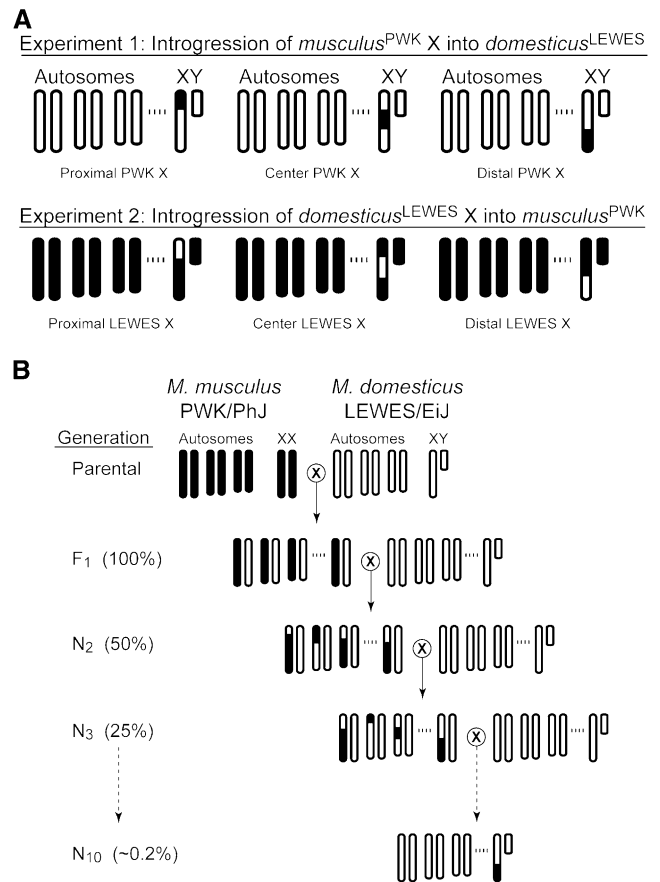 A
Experiment 1: Introgression of musculusPWK X into domesticusLEWES
Autosomes XY Autosomes XY Autosomes XY
Proximal PWK X Center PWK X Distal PWK X
Experiment 2: Introgression of domesticusLEWES X into musculusPWK
Proximal LEWES X Center LEWES X Distal LEWES X
B
M. musculus M. domesticus
PWK/PhJ LEWES/EiJ
Generation Autosomes XX Autosomes XY
Parental X
F1 (100%) X
N2 (50%) X
N3 (25%) X
N10 (~0.2%)